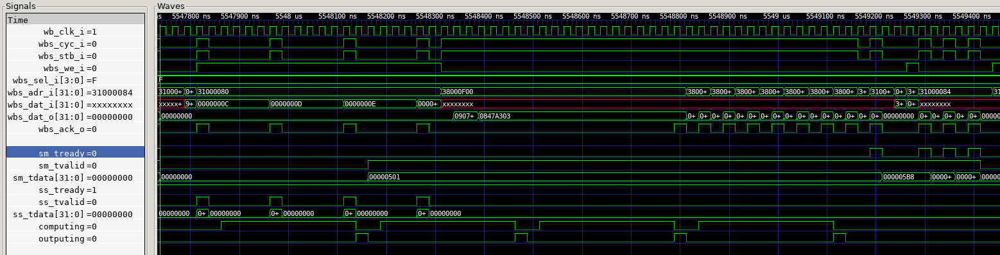 Signals
Waves
Time
5547800 ns 5547900 ns 5548 us 5548100 ns 5548200 ns 5548300 ns 5548400 ns 5548500 ns 5548600 ns 5548700 ns 5548800 ns 5548900 ns 5549 us 5549100 ns 5549200 ns 5549300 ns 5549400 ns
wb_clk_i=1
wbs_cyc_i=0
wbs_stb_i=0
wbs_we_i=0
wbs_sel_i[3:0]=F F
wbs_adr_i[31:0]=31000084 31000+ 0+ 31000080 38000F00 3800+ 3800+ 3800+ 3800+ 3800+ 3800+ 3800+ 3+ 3100+ 0+ 3+ 31000084 31
wbs_dat_i[31:0]=xxxxxxxx xxxxx+ 9+ 0000000C 0000000D 0000000E 0000+ xxxxxxxx 3+ 0+ xxxxxxxx
wbs_dat_o[31:0]=00000000 00000000 0907+ 0847A303 0+ 0+ 0+ 0+ 0+ 0+ 0+ 0+ 0+ 0+ 0+ 0+ 0+ 0+ 0+ 0+ 00000000 0+ 0+ 0+ 0+ 0+ 00000
wbs_ack_o=0
sm_tready=0
sm_tvalid=0
sm_tdata[31:0]=00000000 00000000 00000501 000005B8 0000+ 0000+ 00000
ss_tready=1
ss_tvalid=0
ss_tdata[31:0]=00000000 00000000 0+ 00000000 0+ 00000000 0+ 00000000 0+ 00000000
computing=0
outputing=0